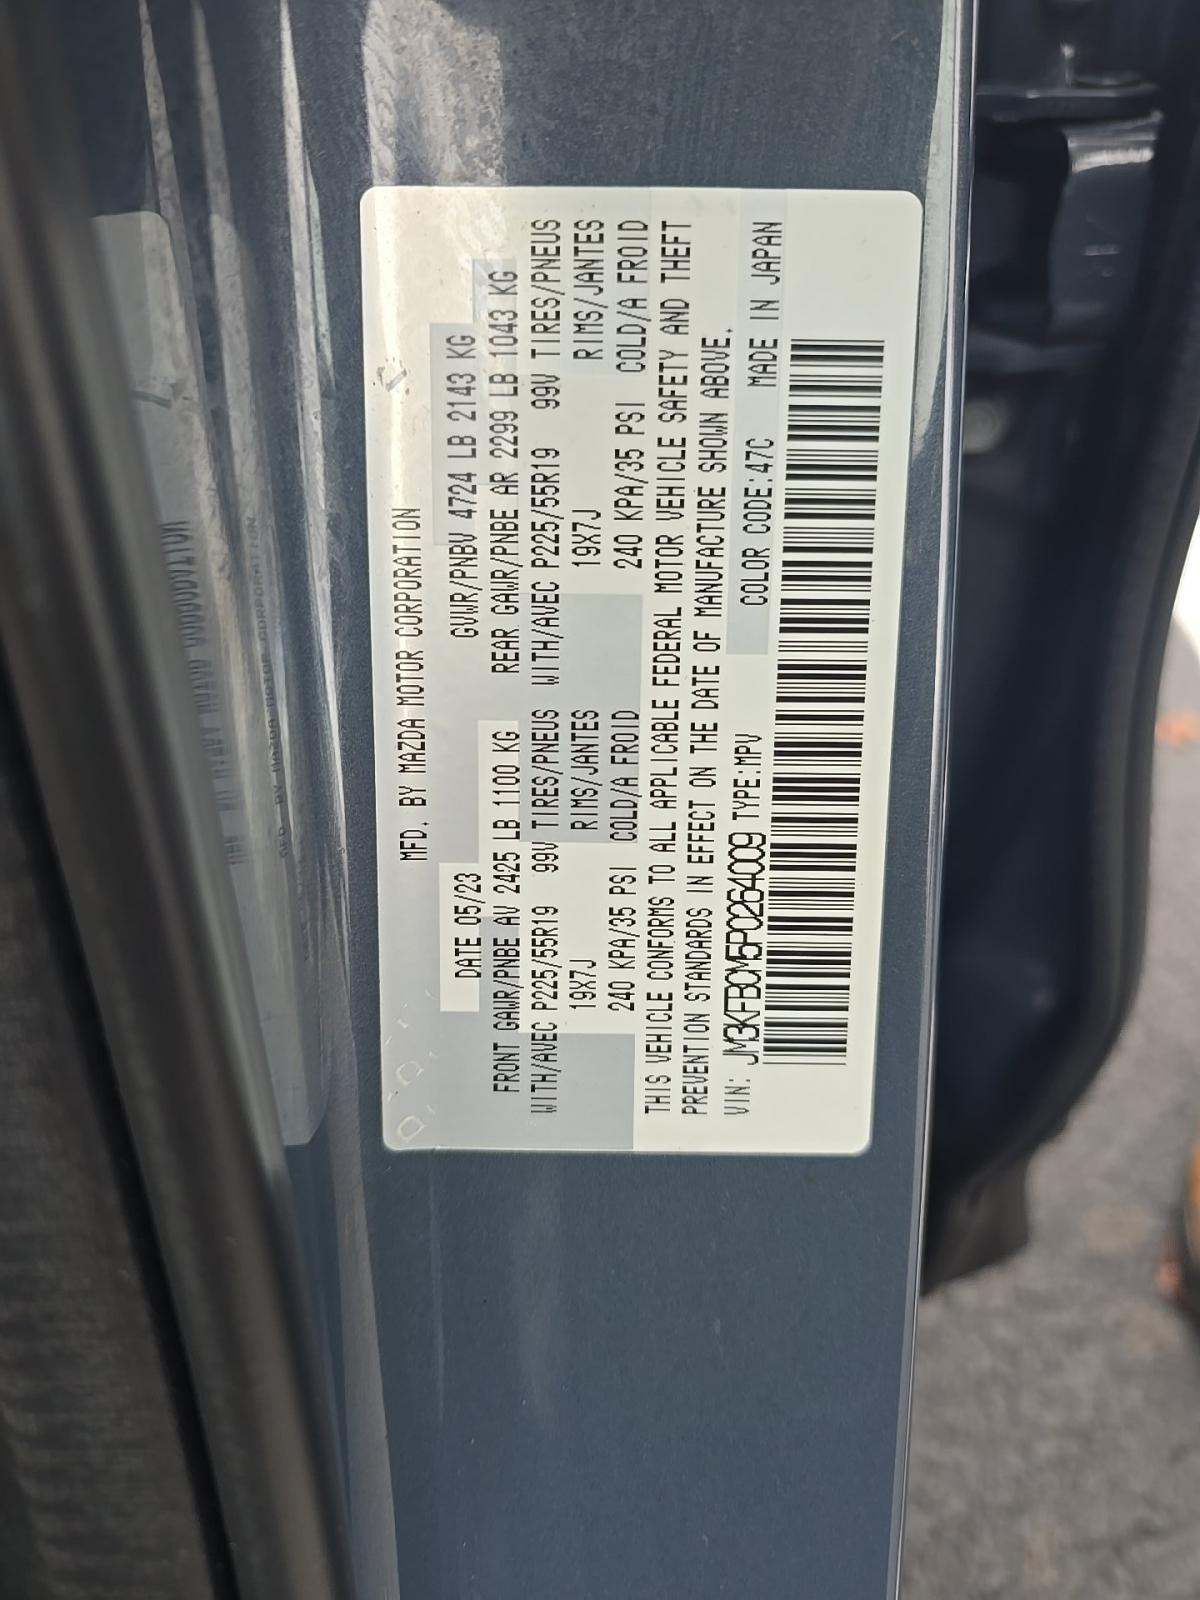 MFD. BY MAZDA MOTOR CORPORATION
DATE 05/23 GVWR/PNBV 4724 LB 2143 KG
FRONT GAWR/PNBE AV 2425 LB 1100 KG REAR GAWR/PNBE AR 2299 LB 1043 KG
WITH/AVEC P225/55R19 99V TIRES/PNEUS WITH/AVEC P225/55R19 99V TIRES/PNEUS
19X7J RIMS/JANTES 19X7J RIMS/JANTES
240 KPA/35 PSI COLD/A FROID 240 KPA/35 PSI COLD/A FROID
THIS VEHICLE CONFORMS TO ALL APPLICABLE FEDERAL MOTOR VEHICLE SAFETY AND THEFT
PREVENTION STANDARDS IN EFFECT ON THE DATE OF MANUFACTURE SHOWN ABOVE.
VIN: JM3KFBCM5P0264009 TYPE:MPV COLOR CODE:47C MADE IN JAPAN